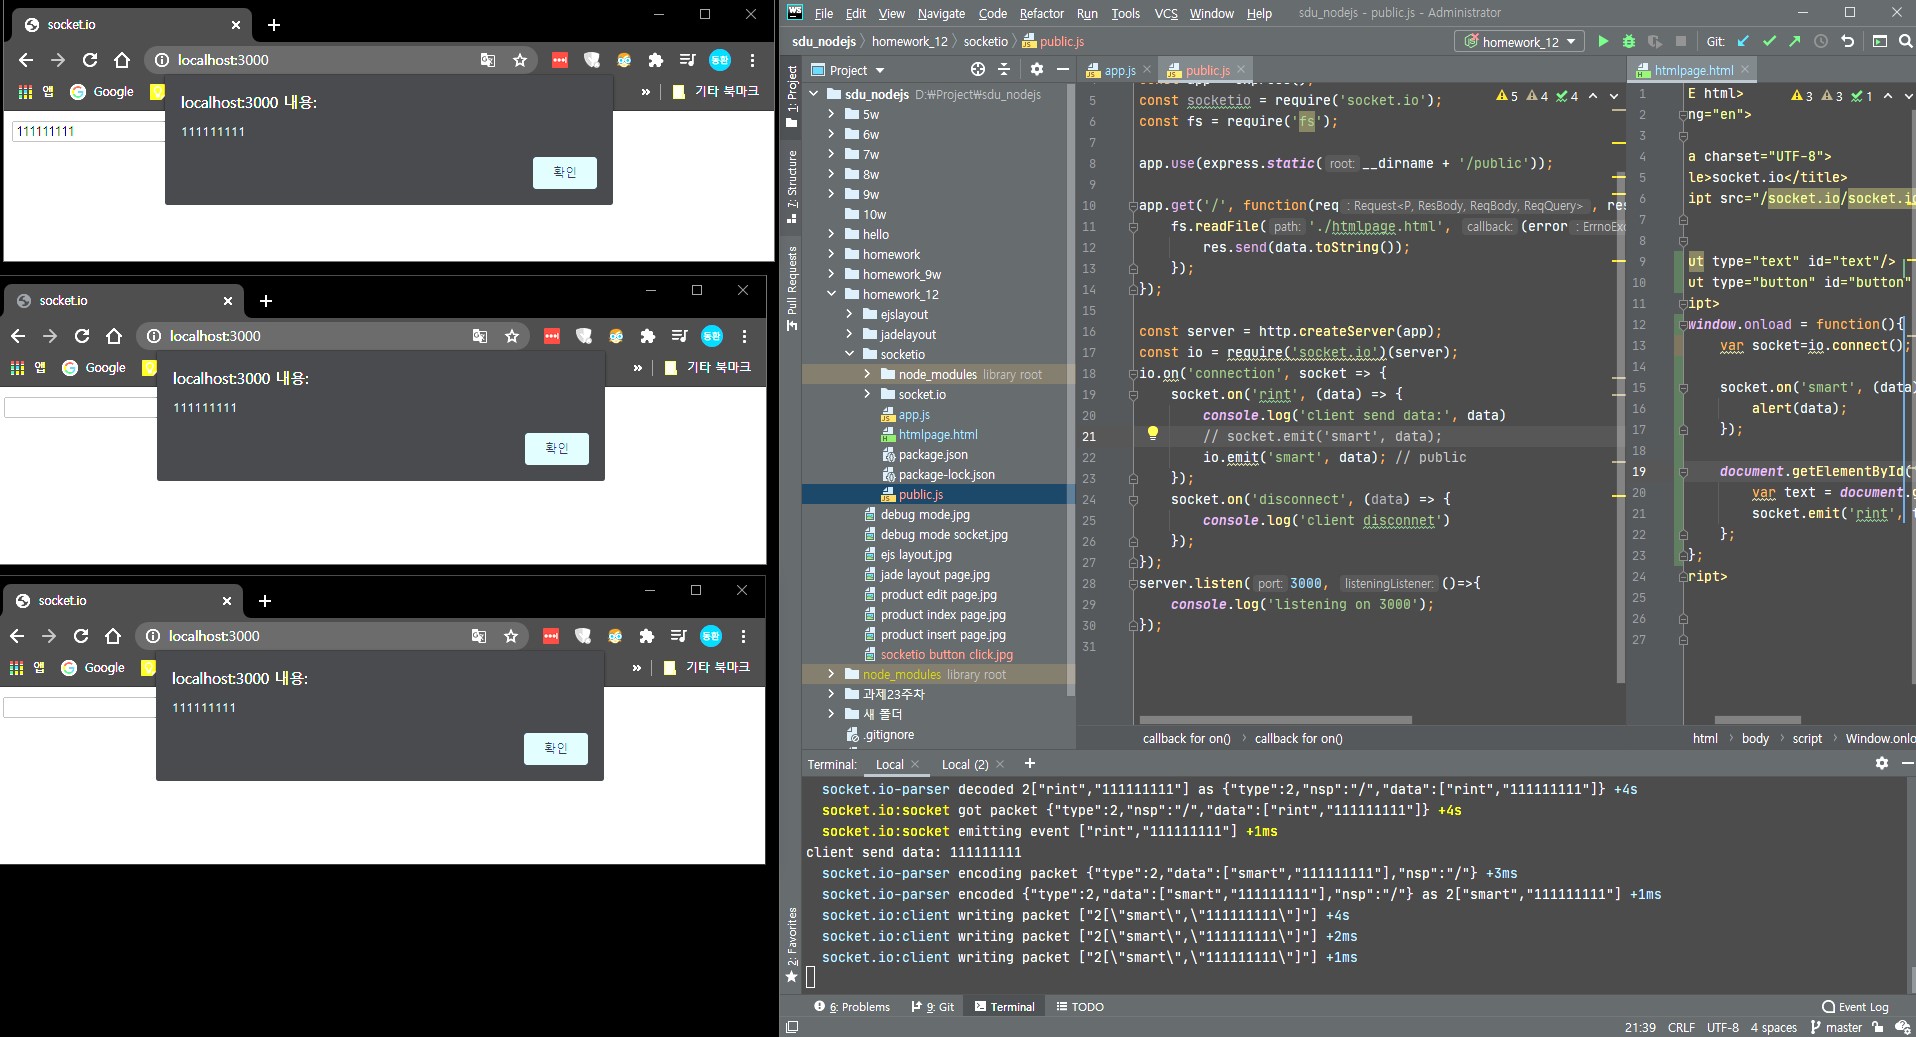 socket.io
localhost:3000
동환
앱
Google
»
기타 북마크
localhost:3000 내용:
111111111
111111111
확인
socket.io
localhost:3000
동환
앱
Google
»
기타 북마크
localhost:3000 내용:
111111111
확인
socket.io
localhost:3000
동환
앱
Google
»
기타 북마크
localhost:3000 내용:
111111111
확인
WS File Edit View Navigate Code Refactor Run Tools VCS Window Help sdu_nodejs - public.js - Administrator
sdu_nodejs homework_12 socketio public.js homework_12 Git:
1: Project
7: Structure
Pull Requests
2: Favorites
Project
sdu_nodejs D:₩Project₩sdu_nodejs
5w
6w
7w
8w
9w
10w
hello
homework
homework_9w
homework_12
ejslayout
jadelayout
socketio
node_modules library root
socket.io
app.js
htmlpage.html
package.json
package-lock.json
public.js
debug mode.jpg
debug mode socket.jpg
ejs layout.jpg
jade layout page.jpg
product edit page.jpg
product index page.jpg
product insert page.jpg
socketio button click.jpg
node_modules library root
과제23주차
새 폴더
.gitignore
app.js public.js
5 4 4
5 const socketio = require('socket.io');
6 const fs = require('fs');
7
8 app.use(express.static( root: __dirname + '/public'));
9
10 app.get('/', function(req : Request<P, ResBody, ReqBody, ReqQuery> , res
11 fs.readFile( path: './htmlpage.html', callback: (error : ErrnoExc
12 res.send(data.toString());
13 });
14 });
15
16 const server = http.createServer(app);
17 const io = require('socket.io')(server);
18 io.on('connection', socket => {
19 socket.on('rint', (data) => {
20 console.log('client send data:', data)
21 // socket.emit('smart', data);
22 io.emit('smart', data); // public
23 });
24 socket.on('disconnect', (data) => {
25 console.log('client disconnet')
26 });
27 });
28 server.listen( port: 3000, listeningListener: ()=>{
29 console.log('listening on 3000');
30 });
31
callback for on() callback for on()
htmlpage.html
3 3 1
1 E html>
2 ng="en">
3
4 a charset="UTF-8">
5 le>socket.io</title>
6 ipt src="/socket.io/socket.io
7
8
9 ut type="text" id="text"/>
10 ut type="button" id="button"
11 ipt>
12 window.onload = function(){
13 var socket=io.connect();
14
15 socket.on('smart', (data)
16 alert(data);
17 });
18
19 document.getElementById(
20 var text = document.g
21 socket.emit('rint', t
22 };
23 };
24 ript>
25
26
27
html body script Window.onlo
Terminal: Local Local (2) +
socket.io-parser decoded 2["rint","111111111"] as {"type":2,"nsp":"/","data":["rint","111111111"]} +4s
socket.io:socket got packet {"type":2,"nsp":"/","data":["rint","111111111"]} +4s
socket.io:socket emitting event ["rint","111111111"] +1ms
client send data: 111111111
socket.io-parser encoding packet {"type":2,"data":["smart","111111111"],"nsp":"/"} +3ms
socket.io-parser encoded {"type":2,"data":["smart","111111111"],"nsp":"/"} as 2["smart","111111111"] +1ms
socket.io:client writing packet ["2[\"smart\",\"111111111\"]"] +4s
socket.io:client writing packet ["2[\"smart\",\"111111111\"]"] +2ms
socket.io:client writing packet ["2[\"smart\",\"111111111\"]"] +1ms
6: Problems 9: Git Terminal TODO Event Log
21:39 CRLF UTF-8 4 spaces master